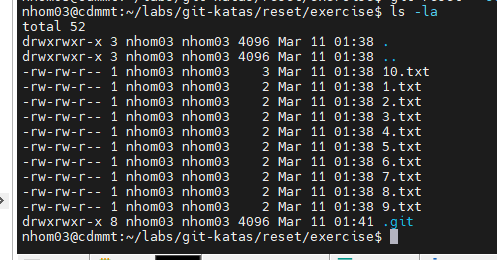 nhom03@cdmmt:~/labs/git-katas/reset/exercise$ ls -la
total 52
drwxrwxr-x 3 nhom03 nhom03 4096 Mar 11 01:38 .
drwxrwxr-x 3 nhom03 nhom03 4096 Mar 11 01:38 ..
-rw-rw-r-- 1 nhom03 nhom03    3 Mar 11 01:38 10.txt
-rw-rw-r-- 1 nhom03 nhom03    2 Mar 11 01:38 1.txt
-rw-rw-r-- 1 nhom03 nhom03    2 Mar 11 01:38 2.txt
-rw-rw-r-- 1 nhom03 nhom03    2 Mar 11 01:38 3.txt
-rw-rw-r-- 1 nhom03 nhom03    2 Mar 11 01:38 4.txt
-rw-rw-r-- 1 nhom03 nhom03    2 Mar 11 01:38 5.txt
-rw-rw-r-- 1 nhom03 nhom03    2 Mar 11 01:38 6.txt
-rw-rw-r-- 1 nhom03 nhom03    2 Mar 11 01:38 7.txt
-rw-rw-r-- 1 nhom03 nhom03    2 Mar 11 01:38 8.txt
-rw-rw-r-- 1 nhom03 nhom03    2 Mar 11 01:38 9.txt
drwxrwxr-x 8 nhom03 nhom03 4096 Mar 11 01:41 .git
nhom03@cdmmt:~/labs/git-katas/reset/exercise$